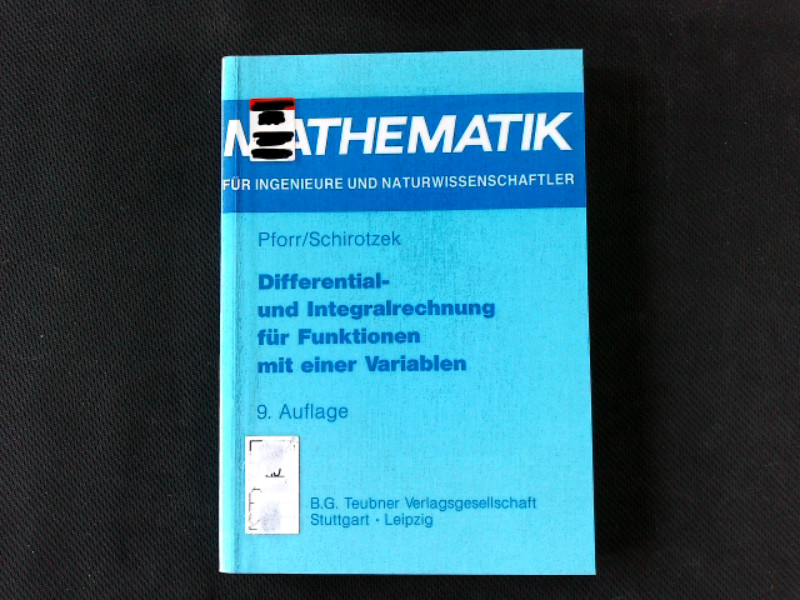 MATHEMATIK
FÜR INGENIEURE UND NATURWISSENSCHAFTLER
Pforr/Schirotzek
Differential-
und Integralrechnung
für Funktionen
mit einer Variablen
9. Auflage
B.G. Teubner Verlagsgesellschaft
Stuttgart · Leipzig